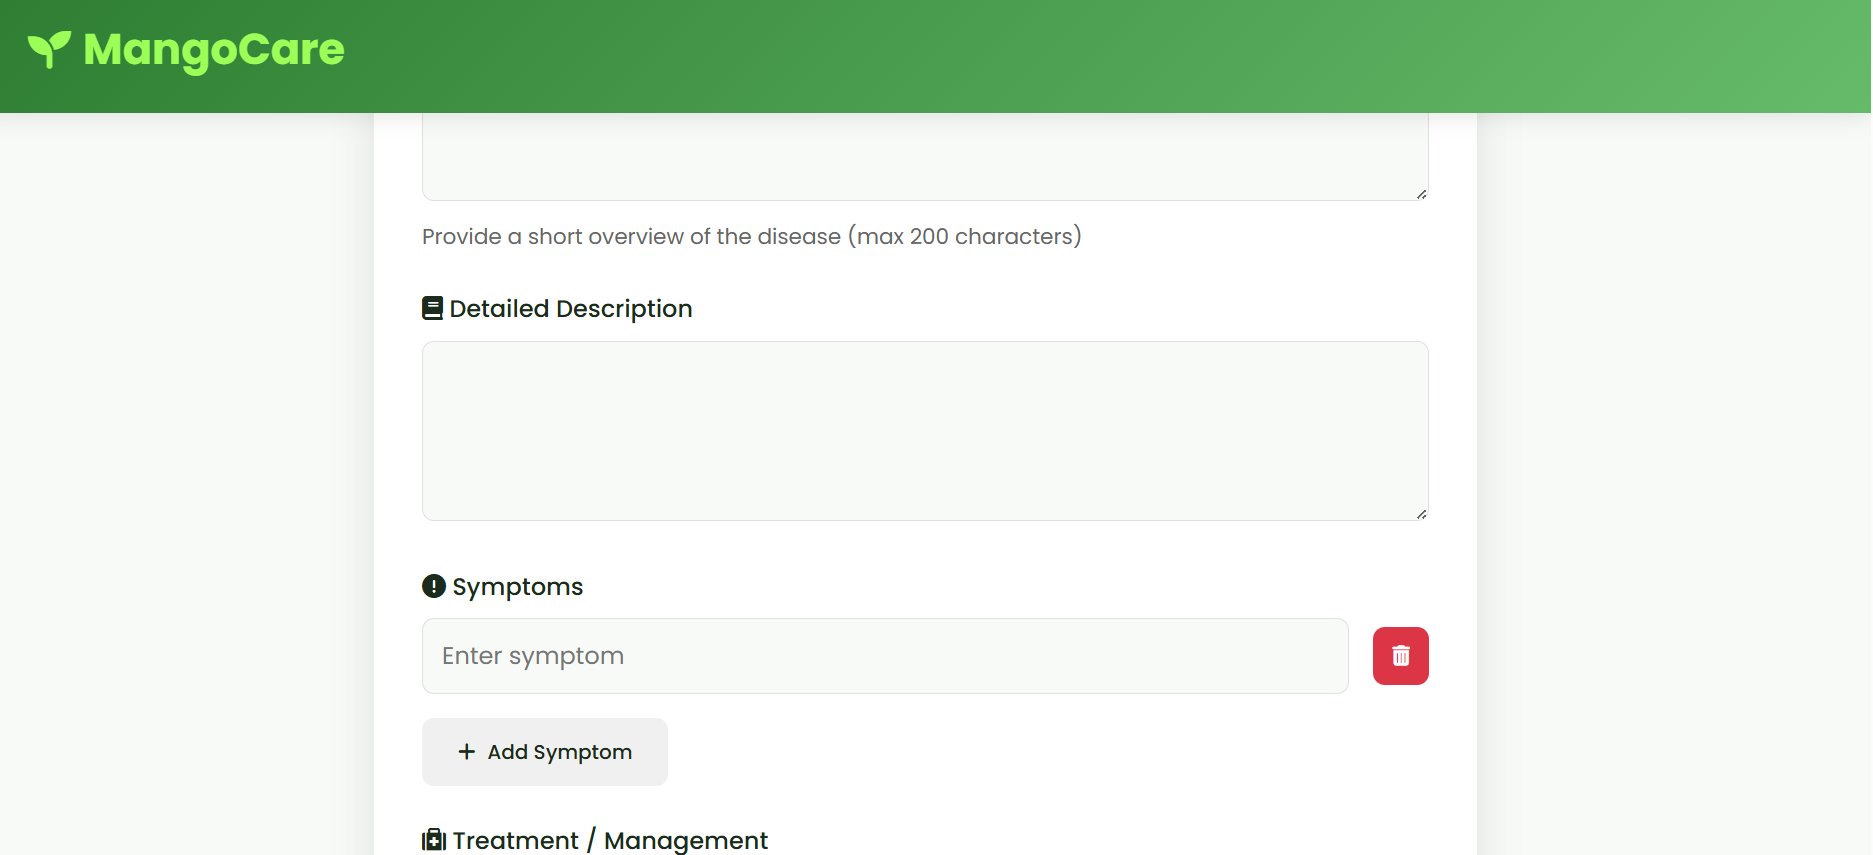 MangoCare
Provide a short overview of the disease (max 200 characters)
Detailed Description
Symptoms
Enter symptom
+ Add Symptom
Treatment / Management